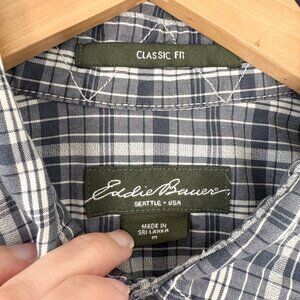 CLASSIC FIT
Eddie Bauer
SEATTLE • USA
MADE IN
SRI LANKA